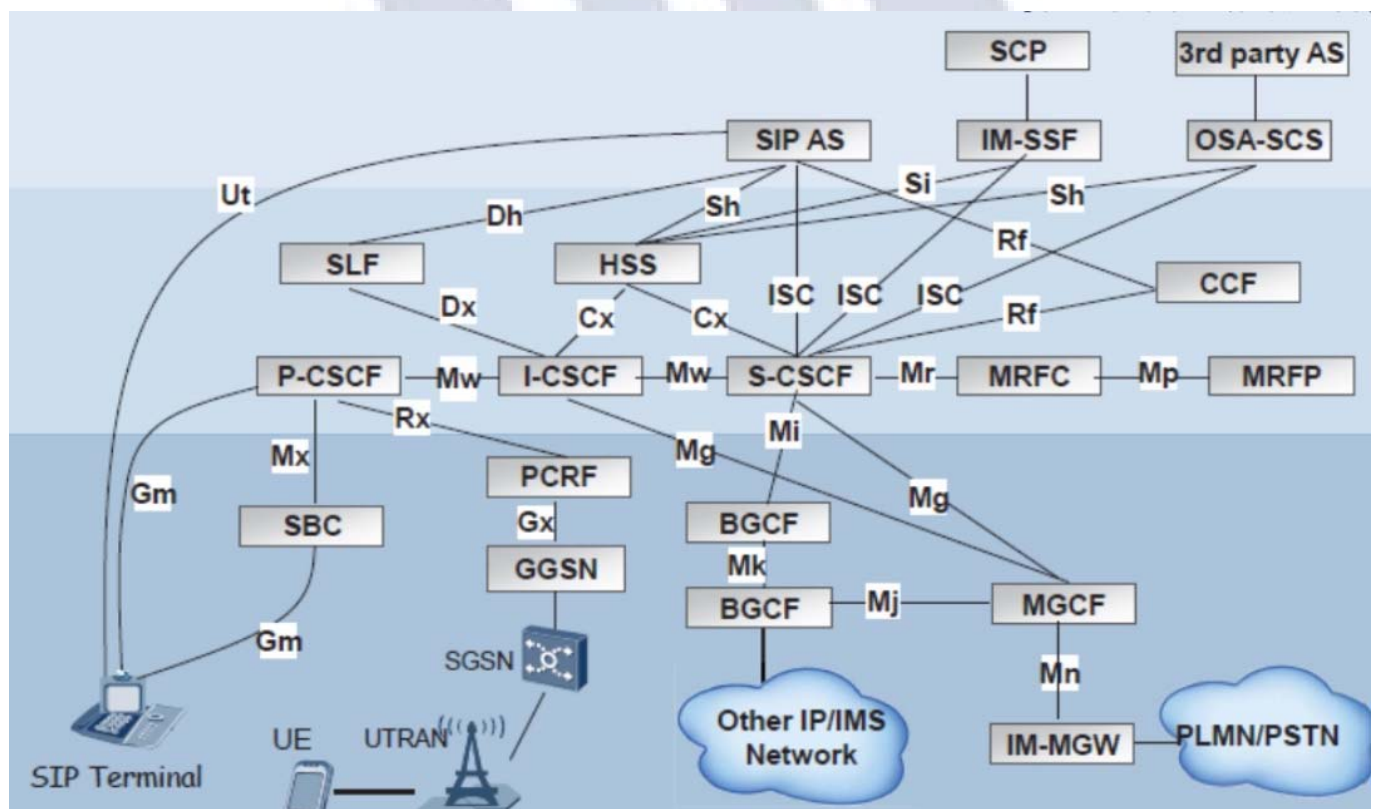 SCP
3rd party AS
SIP AS
IM-SSF
OSA-SCS
Ut
Si
Dh
Sh
Sh
Rf
SLF
HSS
CCF
ISC
ISC
ISC
Dx
Cx
Cx
Rf
P-CSCF
Mw
I-CSCF
Mw
S-CSCF
Mr
MRFC
Mp
MRFP
Rx
Mi
Mx
Mg
PCRF
Gm
Mg
SBC
Gx
BGCF
GGSN
Mk
BGCF
Mj
MGCF
Gm
SGSN
Mn
Other IP/IMS
Network
UE
UTRAN
IM-MGW
PLMN/PSTN
SIP Terminal